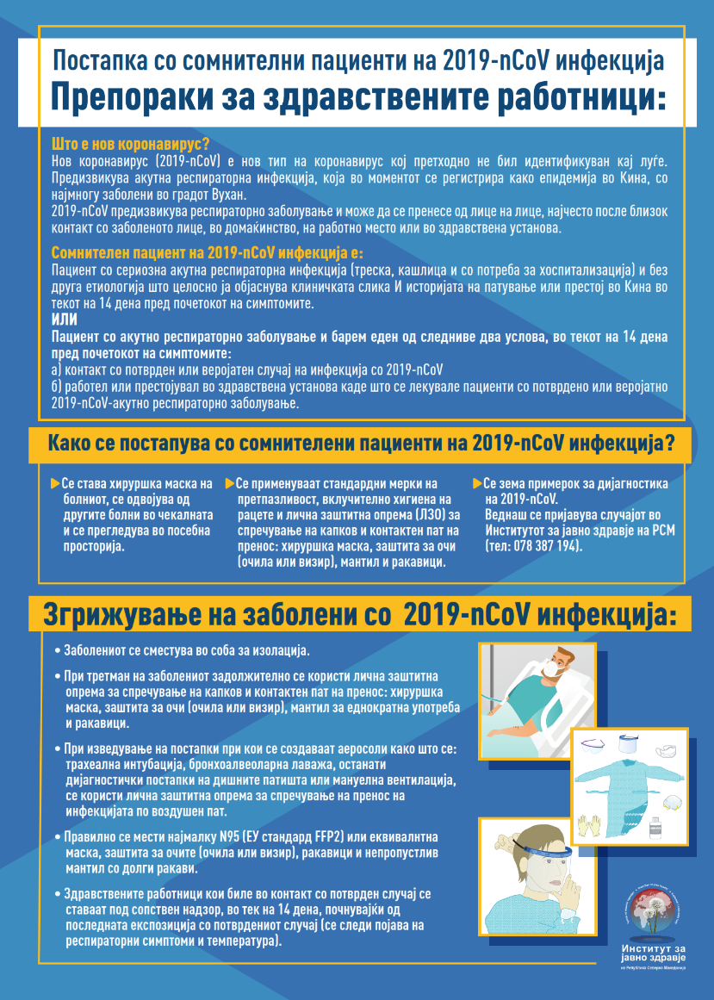 Постапка со сомнителни пациенти на 2019-nCoV инфекција
Препораки за здравствените работници:
Што е нов коронавирус?
Нов коронавирус (2019-nCoV) е нов тип на коронавирус кој претходно не бил идентификуван кај луѓе.
Предизвикува акутна респираторна инфекција, која во моментот се регистрира како епидемија во Кина, со
најмногу заболени во градот Вухан.
2019-nCoV предизвикува респираторно заболување и може да се пренесе од лице на лице, најчесто после близок
контакт со заболеното лице, во домаќинство, на работно место или во здравствена установа.
Сомнителен пациент на 2019-nCoV инфекција е:
Пациент со сериозна акутна респираторна инфекција (треска, кашлица и со потреба за хоспитализација) и без
друга етиологија што целосно ја објаснува клиничката слика И историјата на патување или престој во Кина во
текот на 14 дена пред почетокот на симптомите.
ИЛИ
Пациент со акутно респираторно заболување и барем еден од следниве два услова, во текот на 14 дена
пред почетокот на симптомите:
а) контакт со потврден или веројатен случај на инфекција со 2019-nCoV
б) работел или престојувал во здравствена установа каде што се лекувале пациенти со потврдено или веројатно
2019-nCoV-акутно респираторно заболување.
Како се постапува со сомнителени пациенти на 2019-nCoV инфекција?
Се става хируршка маска на
болниот, се одвојува од
другите болни во чекалната
и се прегледува во посебна
просторија.
Се применуваат стандардни мерки на
претпазливост, вклучително хигиена на
рацете и лична заштитна опрема (ЛЗО) за
спречување на капков и контактен пат на
пренос: хируршка маска, заштита за очи
(очила или визир), мантил и ракавици.
Се зема примерок за дијагностика
на 2019-nCoV.
Веднаш се пријавува случајот во
Институтот за јавно здравје на РСМ
(тел: 078 387 194).
Згрижување на заболени со 2019-nCoV инфекција:
• Заболениот се сместува во соба за изолација.
• При третман на заболениот задолжително се користи лична заштитна
опрема за спречување на капков и контактен пат на пренос: хируршка
маска, заштита за очи (очила или визир), мантил за еднократна употреба
и ракавици.
• При изведување на постапки при кои се создаваат аеросоли како што се:
трахеална интубација, бронхоалвеоларна лаважа, останати
дијагностички постапки на дишните патишта или мануелна вентилација,
се користи лична заштитна опрема за спречување на пренос на
инфекцијата по воздушен пат.
• Правилно се мести најмалку N95 (ЕУ стандард FFP2) или еквивалнтна
маска, заштита за очите (очила или визир), ракавици и непропустлив
мантил со долги ракави.
• Здравствените работници кои биле во контакт со потврден случај се
ставаат под сопствен надзор, во тек на 14 дена, почнувајќи од
последната експозиција со потврдениот случај (се следи појава на
респираторни симптоми и температура).
Институт за
јавно здравје
на Република Северна Македонија